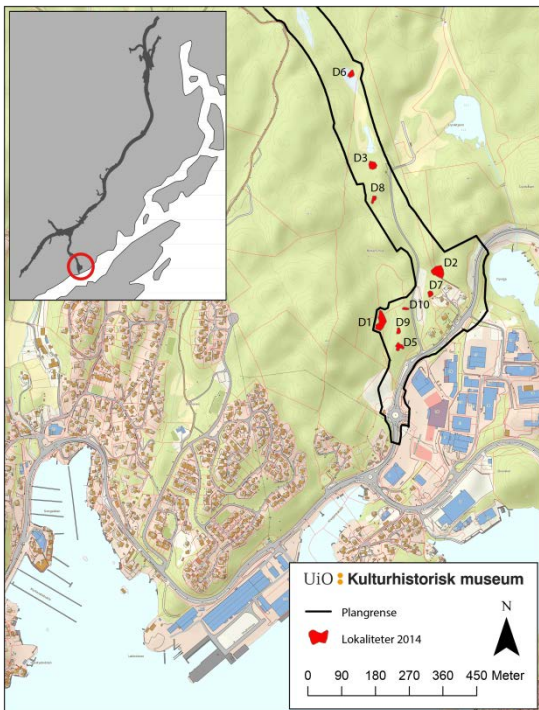 D6
D3
D8
D2
D7
D10
D1
D9
D5
UiO : Kulturhistorisk museum
Plangrense
Lokaliteter 2014
N
0 90 180 270 360 450 Meter